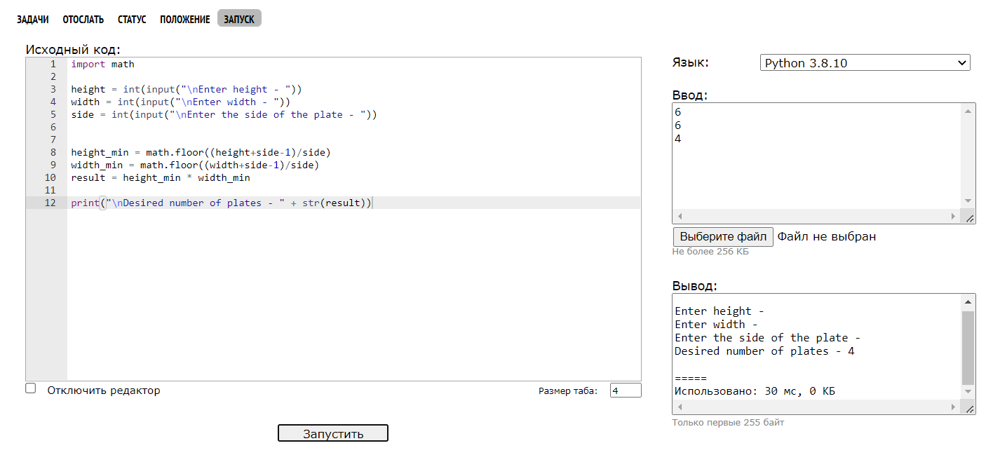 ЗАДАЧИ ОТОСЛАТЬ СТАТУС ПОЛОЖЕНИЕ ЗАПУСК
Исходный код:
1 import math
2
3 height = int(input("\nEnter height - "))
4 width = int(input("\nEnter width - "))
5 side = int(input("\nEnter the side of the plate - "))
6
7
8 height_min = math.floor((height+side-1)/side)
9 width_min = math.floor((width+side-1)/side)
10 result = height_min * width_min
11
12 print("\nDesired number of plates - " + str(result))
Отключить редактор
Размер таба: 4
Запустить
Язык: Python 3.8.10
Ввод:
6
6
4
Выберите файл Файл не выбран
Не более 256 КБ
Вывод:
Enter height -
Enter width -
Enter the side of the plate -
Desired number of plates - 4
=====
Использовано: 30 мс, 0 КБ
Только первые 255 байт